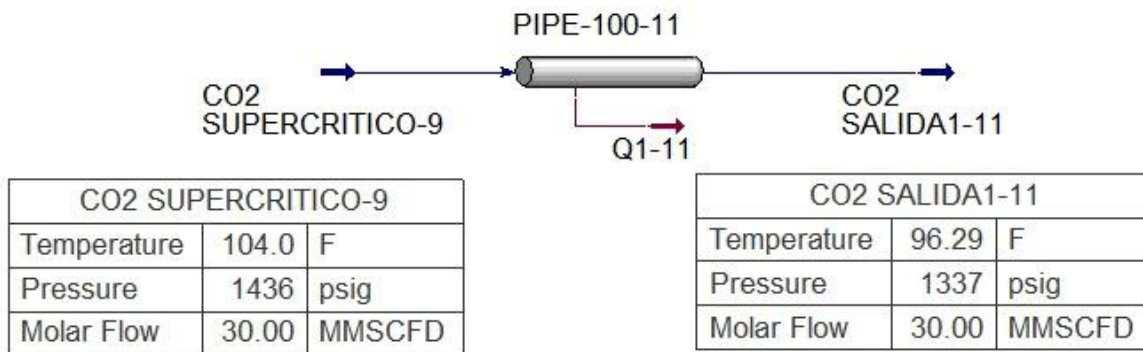 PIPE-100-11
CO2
SUPERCRITICO-9
CO2
SALIDA1-11
Q1-11
CO2 SUPERCRITICO-9
Temperature 104.0 F
Pressure 1436 psig
Molar Flow 30.00 MMSCFD
CO2 SALIDA1-11
Temperature 96.29 F
Pressure 1337 psig
Molar Flow 30.00 MMSCFD